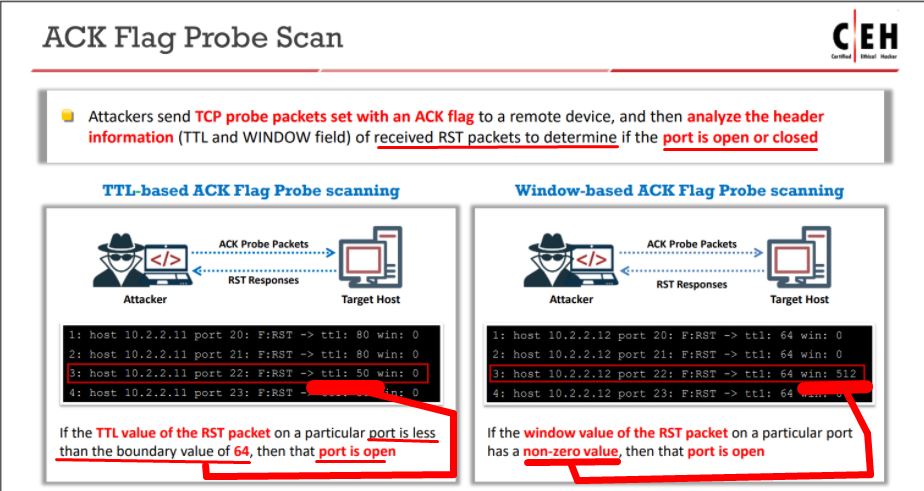 ACK Flag Probe Scan
C|EH
Certified Ethical Hacker
Attackers send TCP probe packets set with an ACK flag to a remote device, and then analyze the header
information (TTL and WINDOW field) of received RST packets to determine if the port is open or closed
TTL-based ACK Flag Probe scanning
</>
ACK Probe Packets
RST Responses
Attacker
Target Host
1: host 10.2.2.11 port 20: F:RST -> ttl: 80 win: 0
2: host 10.2.2.11 port 21: F:RST -> ttl: 80 win: 0
3: host 10.2.2.11 port 22: F:RST -> ttl: 50 win: 0
4: host 10.2.2.11 port 23: F:RST -> in: 0
If the TTL value of the RST packet on a particular port is less
than the boundary value of 64, then that port is open
Window-based ACK Flag Probe scanning
</>
ACK Probe Packets
RST Responses
Attacker
Target Host
1: host 10.2.2.12 port 20: F:RST -> ttl: 64 win: 0
2: host 10.2.2.12 port 21: F:RST -> ttl: 64 win: 0
3: host 10.2.2.12 port 22: F:RST -> ttl: 64 win: 512
4: host 10.2.2.12 port 23: F:RST -> ttl: 64 win: 0
If the window value of the RST packet on a particular port
has a non-zero value, then that port is open